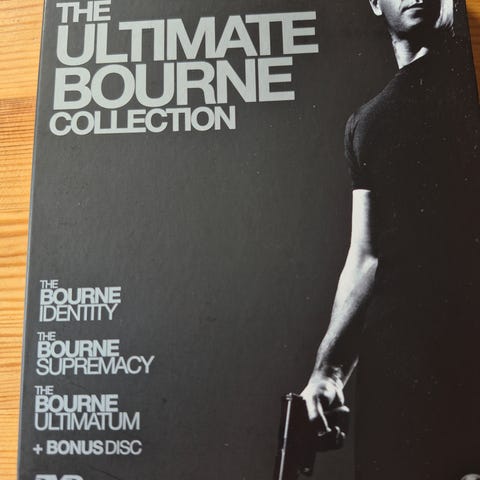 THE
ULTIMATE
BOURNE
COLLECTION
THE
BOURNE
IDENTITY
THE
BOURNE
SUPREMACY
THE
BOURNE
ULTIMATUM
+ BONUS DISC